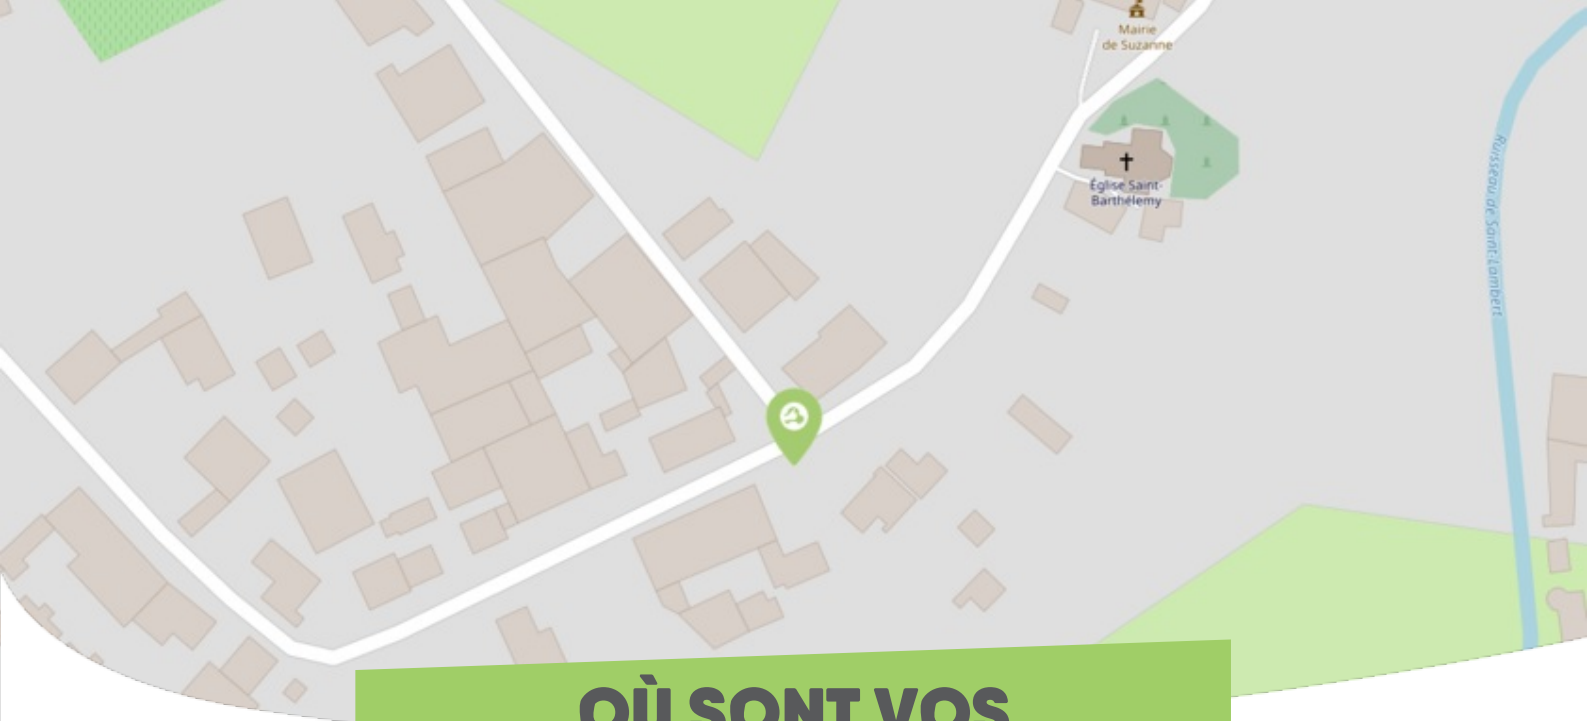 Mairie
de Suzanne
Église Saint-
Barthélemy
Ruisseau de Saint-Lambert
OÙ SONT VOS